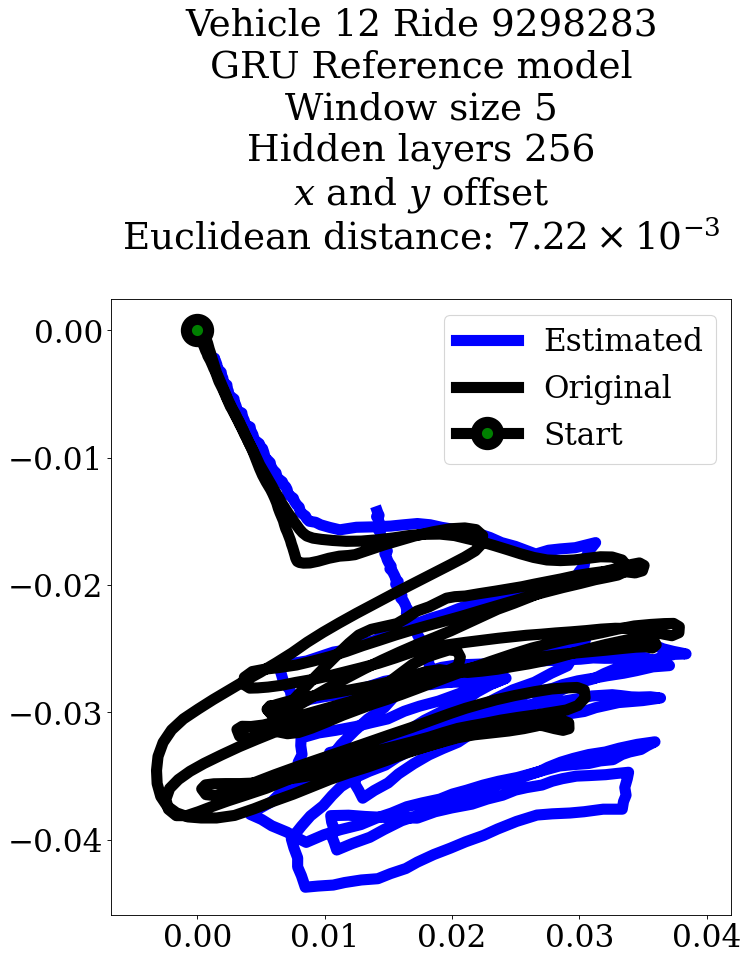 Vehicle 12 Ride 9298283
GRU Reference model
Window size 5
Hidden layers 256
x and y offset
Euclidean distance: 7.22 × 10⁻³
Estimated
Original
Start
0.00
−0.01
−0.02
−0.03
−0.04
0.00 0.01 0.02 0.03 0.04